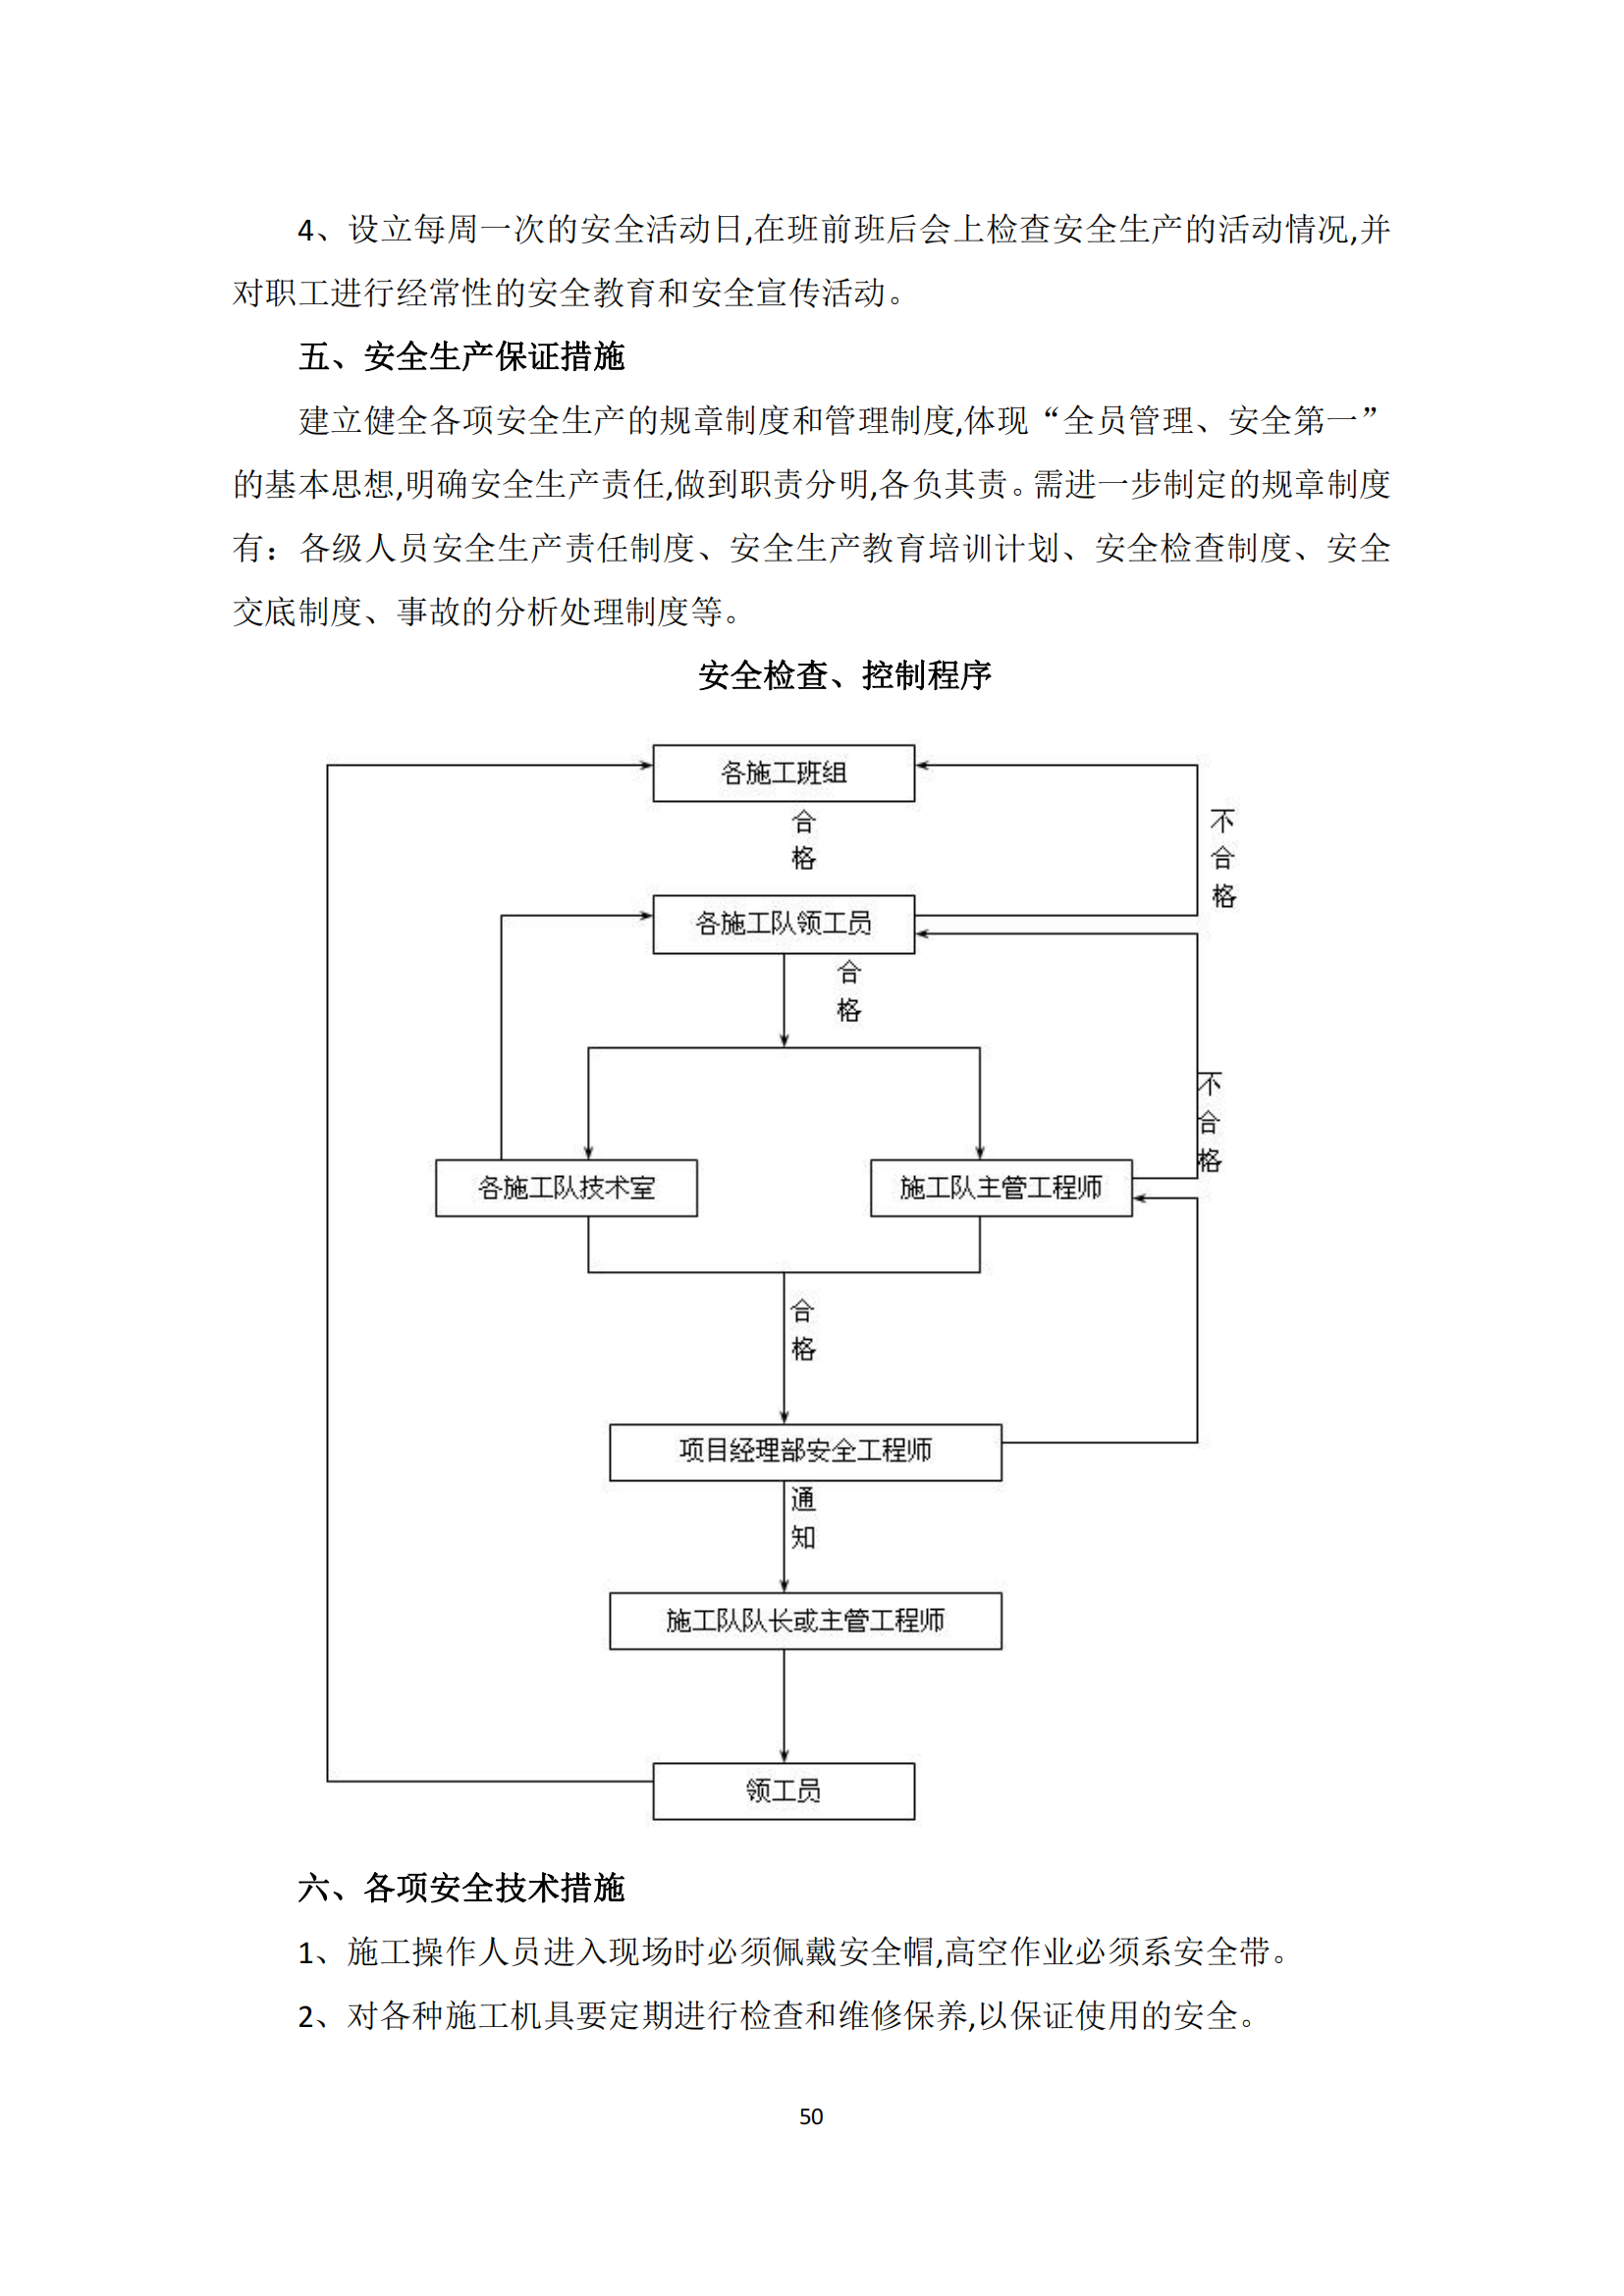 4、设立每周一次的安全活动日,在班前班后会上检查安全生产的活动情况,并
对职工进行经常性的安全教育和安全宣传活动。
五、安全生产保证措施
建立健全各项安全生产的规章制度和管理制度,体现“全员管理、安全第一”
的基本思想,明确安全生产责任,做到职责分明,各负其责。需进一步制定的规章制度
有：各级人员安全生产责任制度、安全生产教育培训计划、安全检查制度、安全
交底制度、事故的分析处理制度等。
安全检查、控制程序
各施工班组
合格
不合格
各施工队领工员
合格
不合格
各施工队技术室
施工队主管工程师
合格
项目经理部安全工程师
通知
施工队队长或主管工程师
领工员
六、各项安全技术措施
1、施工操作人员进入现场时必须佩戴安全帽,高空作业必须系安全带。
2、对各种施工机具要定期进行检查和维修保养,以保证使用的安全。
50